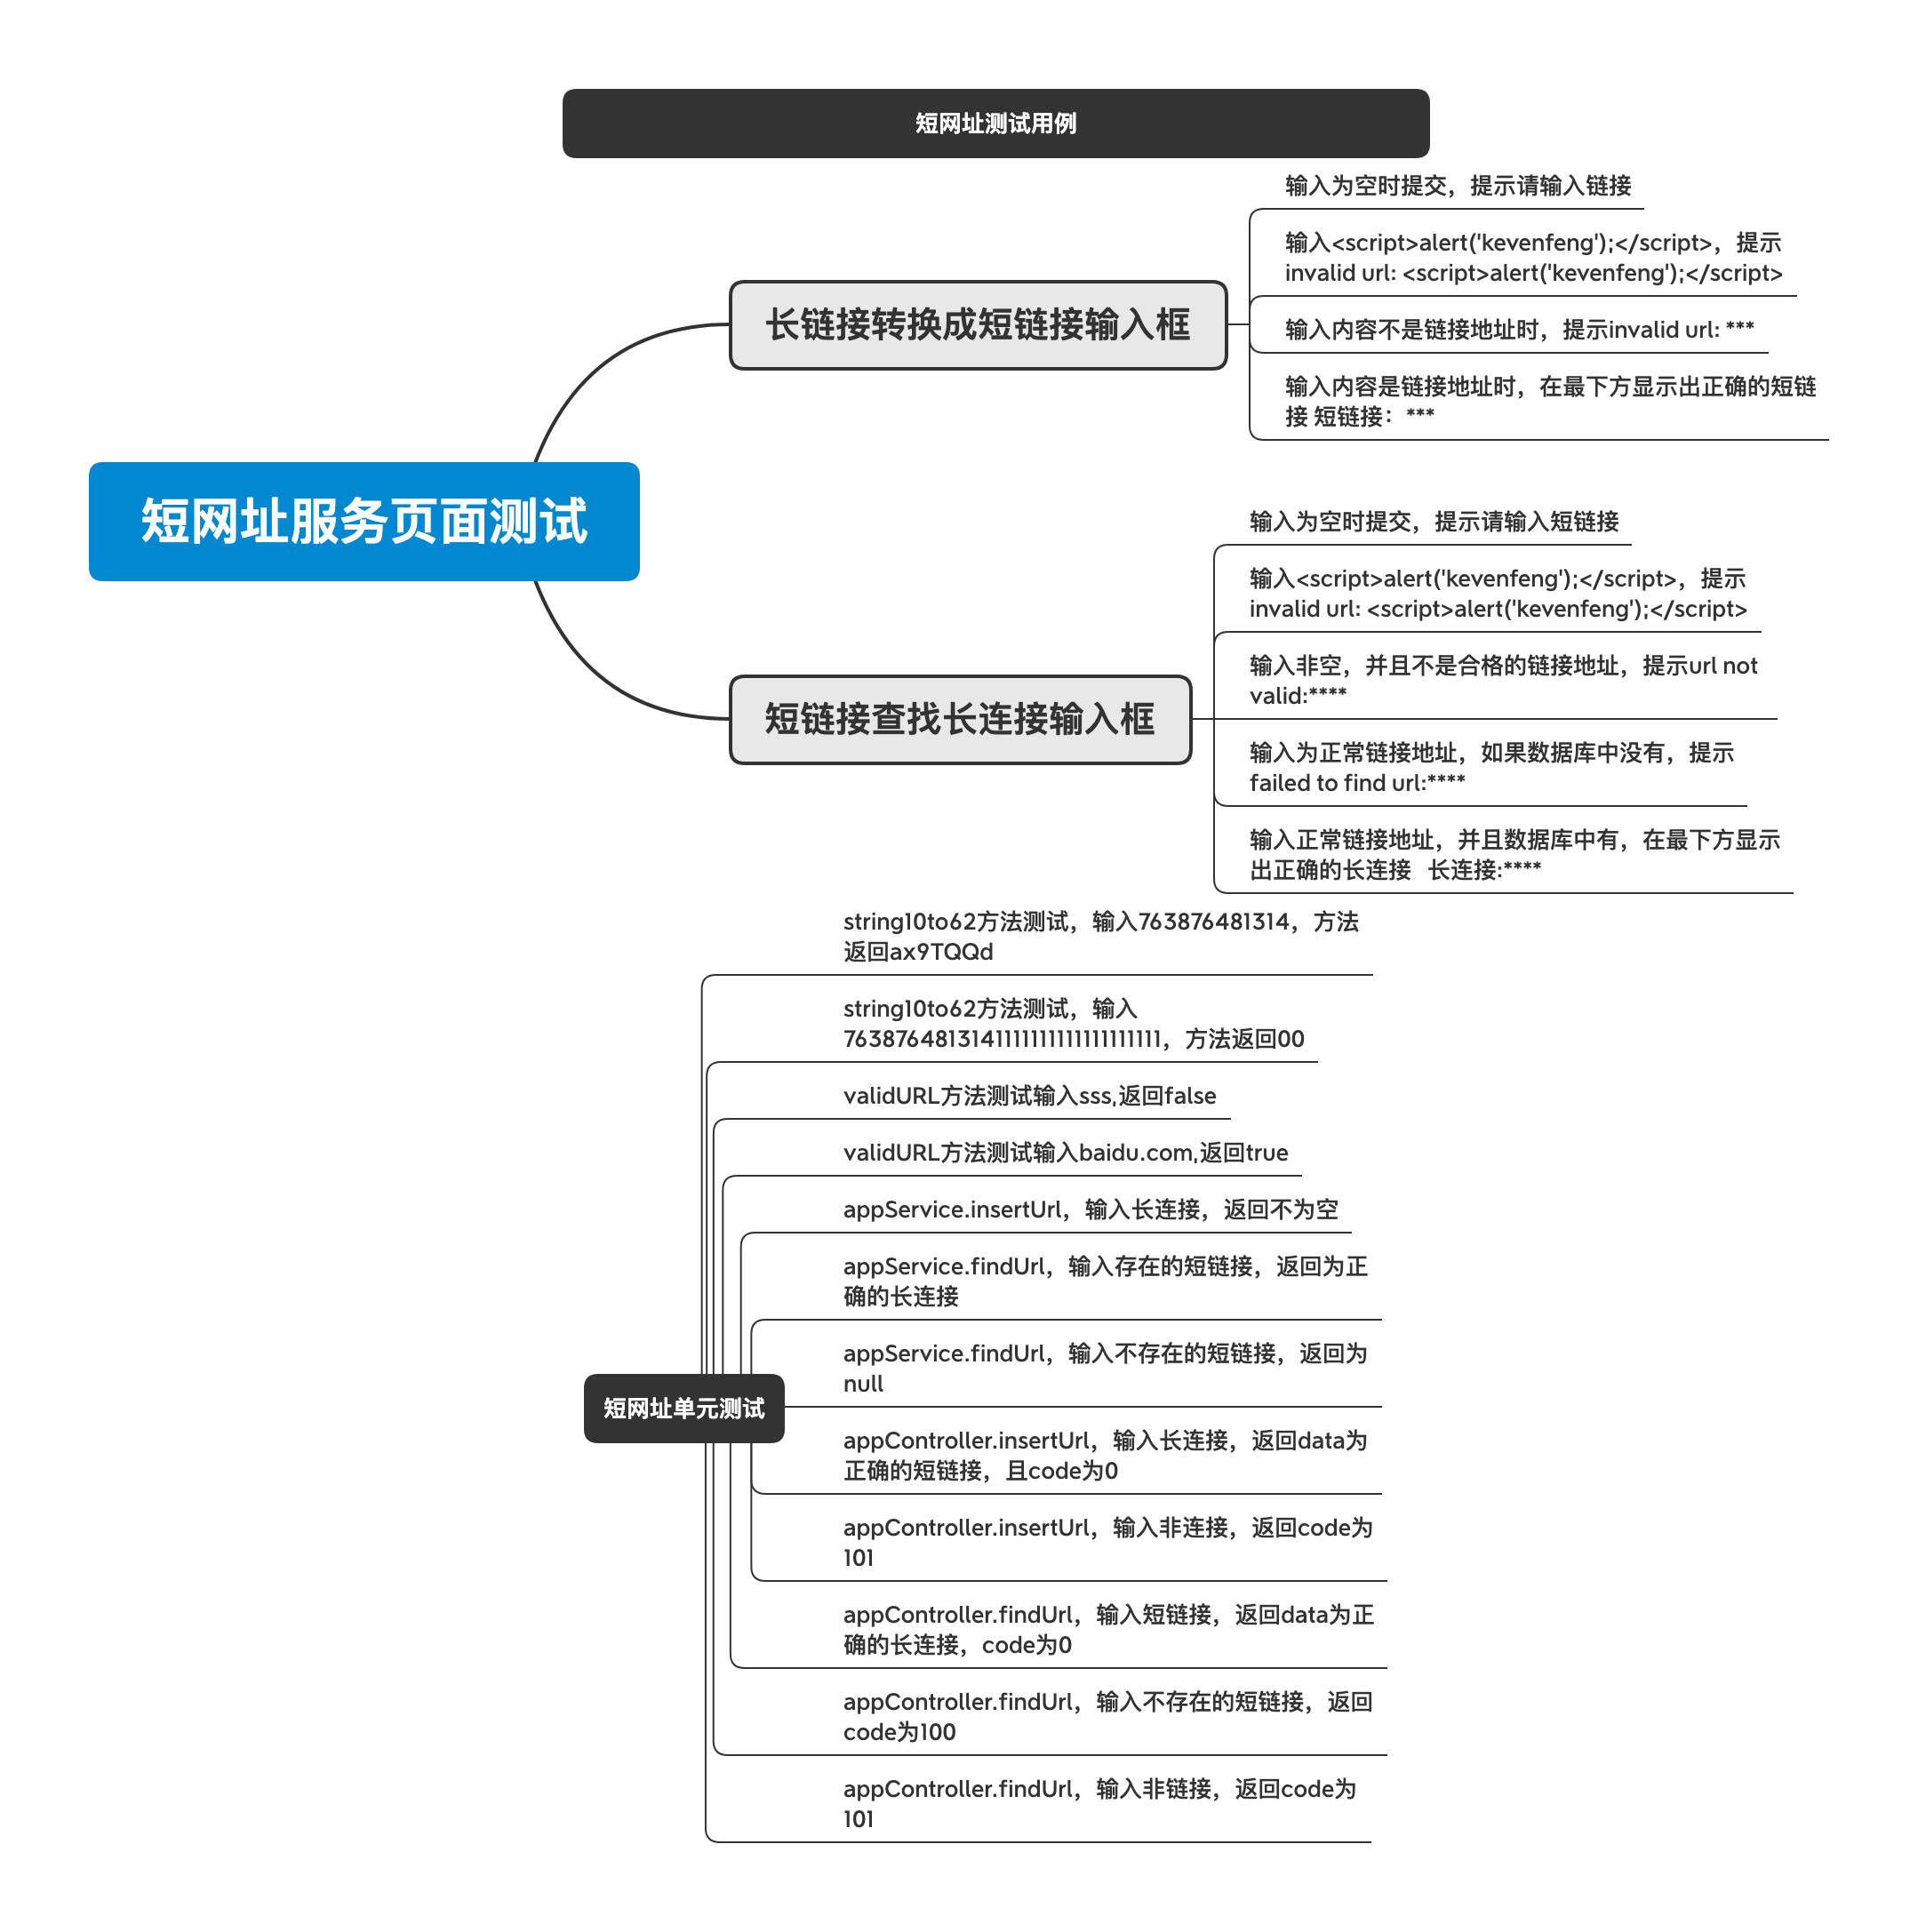 短网址测试用例
输入为空时提交，提示请输入链接
输入<script>alert('kevenfeng');</script>，提示
invalid url: <script>alert('kevenfeng');</script>
长链接转换成短链接输入框
输入内容不是链接地址时，提示invalid url: ***
输入内容是链接地址时，在最下方显示出正确的短链
接 短链接：***
短网址服务页面测试
输入为空时提交，提示请输入短链接
输入<script>alert('kevenfeng');</script>，提示
invalid url: <script>alert('kevenfeng');</script>
输入非空，并且不是合格的链接地址，提示url not
valid:****
短链接查找长连接输入框
输入为正常链接地址，如果数据库中没有，提示
failed to find url:****
输入正常链接地址，并且数据库中有，在最下方显示
出正确的长连接   长连接:****
string10to62方法测试，输入763876481314，方法
返回ax9TQQd
string10to62方法测试，输入
76387648131411111111111111111111，方法返回00
validURL方法测试输入sss,返回false
validURL方法测试输入baidu.com,返回true
appService.insertUrl，输入长连接，返回不为空
appService.findUrl，输入存在的短链接，返回为正
确的长连接
appService.findUrl，输入不存在的短链接，返回为
null
短网址单元测试
appController.insertUrl，输入长连接，返回data为
正确的短链接，且code为0
appController.insertUrl，输入非连接，返回code为
101
appController.findUrl，输入短链接，返回data为正
确的长连接，code为0
appController.findUrl，输入不存在的短链接，返回
code为100
appController.findUrl，输入非链接，返回code为
101